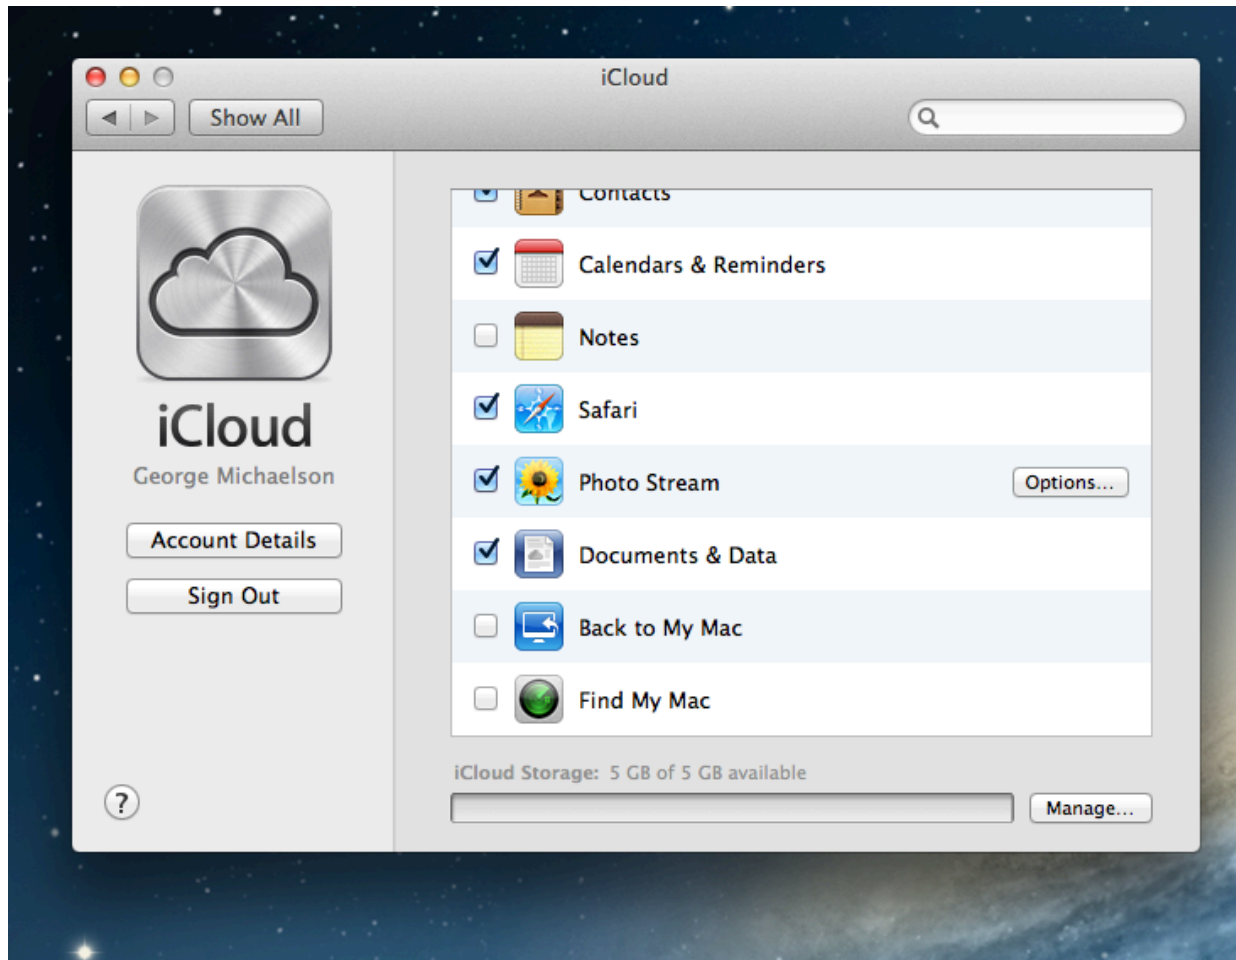 iCloud
Show All
Contacts
Calendars & Reminders
Notes
Safari
Photo Stream
Options...
Documents & Data
Back to My Mac
Find My Mac
iCloud
George Michaelson
Account Details
Sign Out
?
iCloud Storage: 5 GB of 5 GB available
Manage...